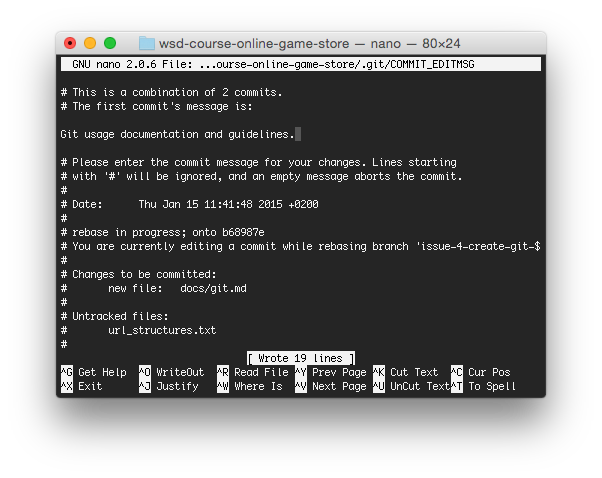 wsd-course-online-game-store — nano — 80×24
GNU nano 2.0.6 File: ...ourse-online-game-store/.git/COMMIT_EDITMSG
# This is a combination of 2 commits.
# The first commit's message is:
Git usage documentation and guidelines.
# Please enter the commit message for your changes. Lines starting
# with '#' will be ignored, and an empty message aborts the commit.
#
# Date:      Thu Jan 15 11:41:48 2015 +0200
#
# rebase in progress; onto b68987e
# You are currently editing a commit while rebasing branch 'issue-4-create-git-$
#
# Changes to be committed:
#       new file:   docs/git.md
#
# Untracked files:
#       url_structures.txt
#
[ Wrote 19 lines ]
^G Get Help  ^O WriteOut  ^R Read File ^Y Prev Page ^K Cut Text  ^C Cur Pos
^X Exit      ^J Justify   ^W Where Is  ^V Next Page ^U UnCut Text^T To Spell